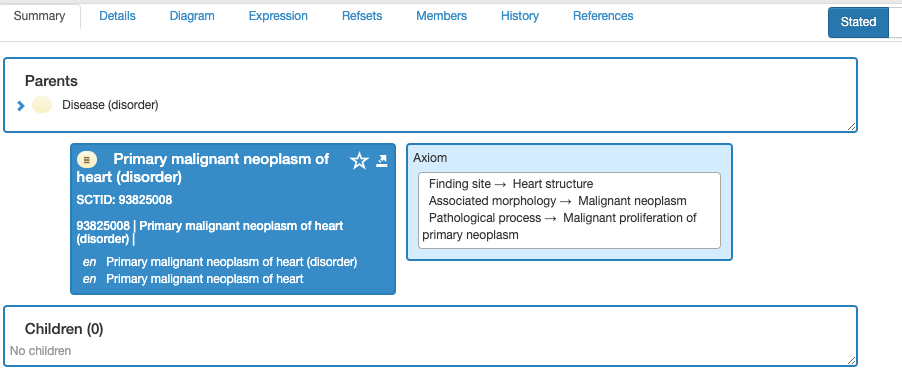 Summary Details Diagram Expression Refsets Members History References Stated
Parents
Disease (disorder)
Primary malignant neoplasm of
heart (disorder)
SCTID: 93825008
93825008 | Primary malignant neoplasm of heart
(disorder) |
en Primary malignant neoplasm of heart (disorder)
en Primary malignant neoplasm of heart
Axiom
Finding site → Heart structure
Associated morphology → Malignant neoplasm
Pathological process → Malignant proliferation of
primary neoplasm
Children (0)
No children